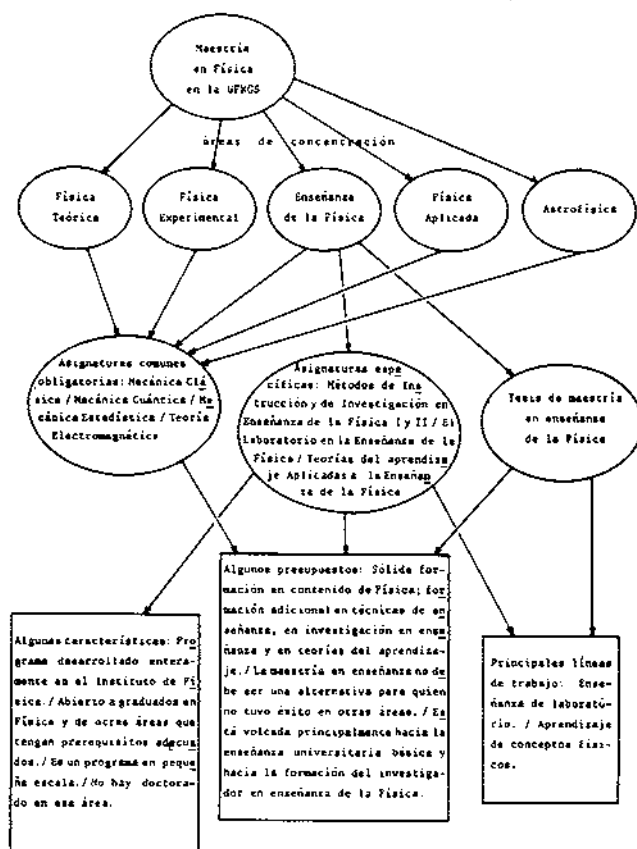 Maestría
en Física
en la UFRGS
áreas de concentración
Física
Teórica
Física
Experimental
Enseñanza
de la Física
Física
Aplicada
Astrofísica
Asignaturas comunes
obligatorias: Mecánica Clá
sica / Mecánica Cuántica / Me
cánica Estadística / Teoría
Electromagnética
Asignaturas espe
cíficas: Métodos de Ins
trucción y de Investigación en
Enseñanza de la Física I y II / El
Laboratorio en la Enseñanza de la
Física / Teorías del aprendiza
je Aplicadas a la Enseñan
za de la Física
Tesis de maestría
en enseñanza
de la Física
Algunas características: Pro
grama desarrollado entera-
mente en el Instituto de Fí
sica. / Abierto a graduados en
Física y de otras áreas que
tengan prerequisitos adecua
dos. / Es un programa en peque
ña escala. / No hay doctora-
do en esa área.
Algunos presupuestos: Sólida for-
mación en contenido de Física; for
mación adicional en técnicas de en
señanza, en investigación en ense
ñanza y en teorías del aprendiza-
je. / La maestría en enseñanza no de
be ser una alternativa para quien
no tuvo éxito en otras áreas. / Es
tá volcada principalmente hacia la
enseñanza universitaria básica y
hacia la formación del investiga-
dor en enseñanza de la Física.
Principales líneas
de trabajo: Ense-
ñanza de laborató-
rio. / Aprendizaje
de conceptos físi-
cos.